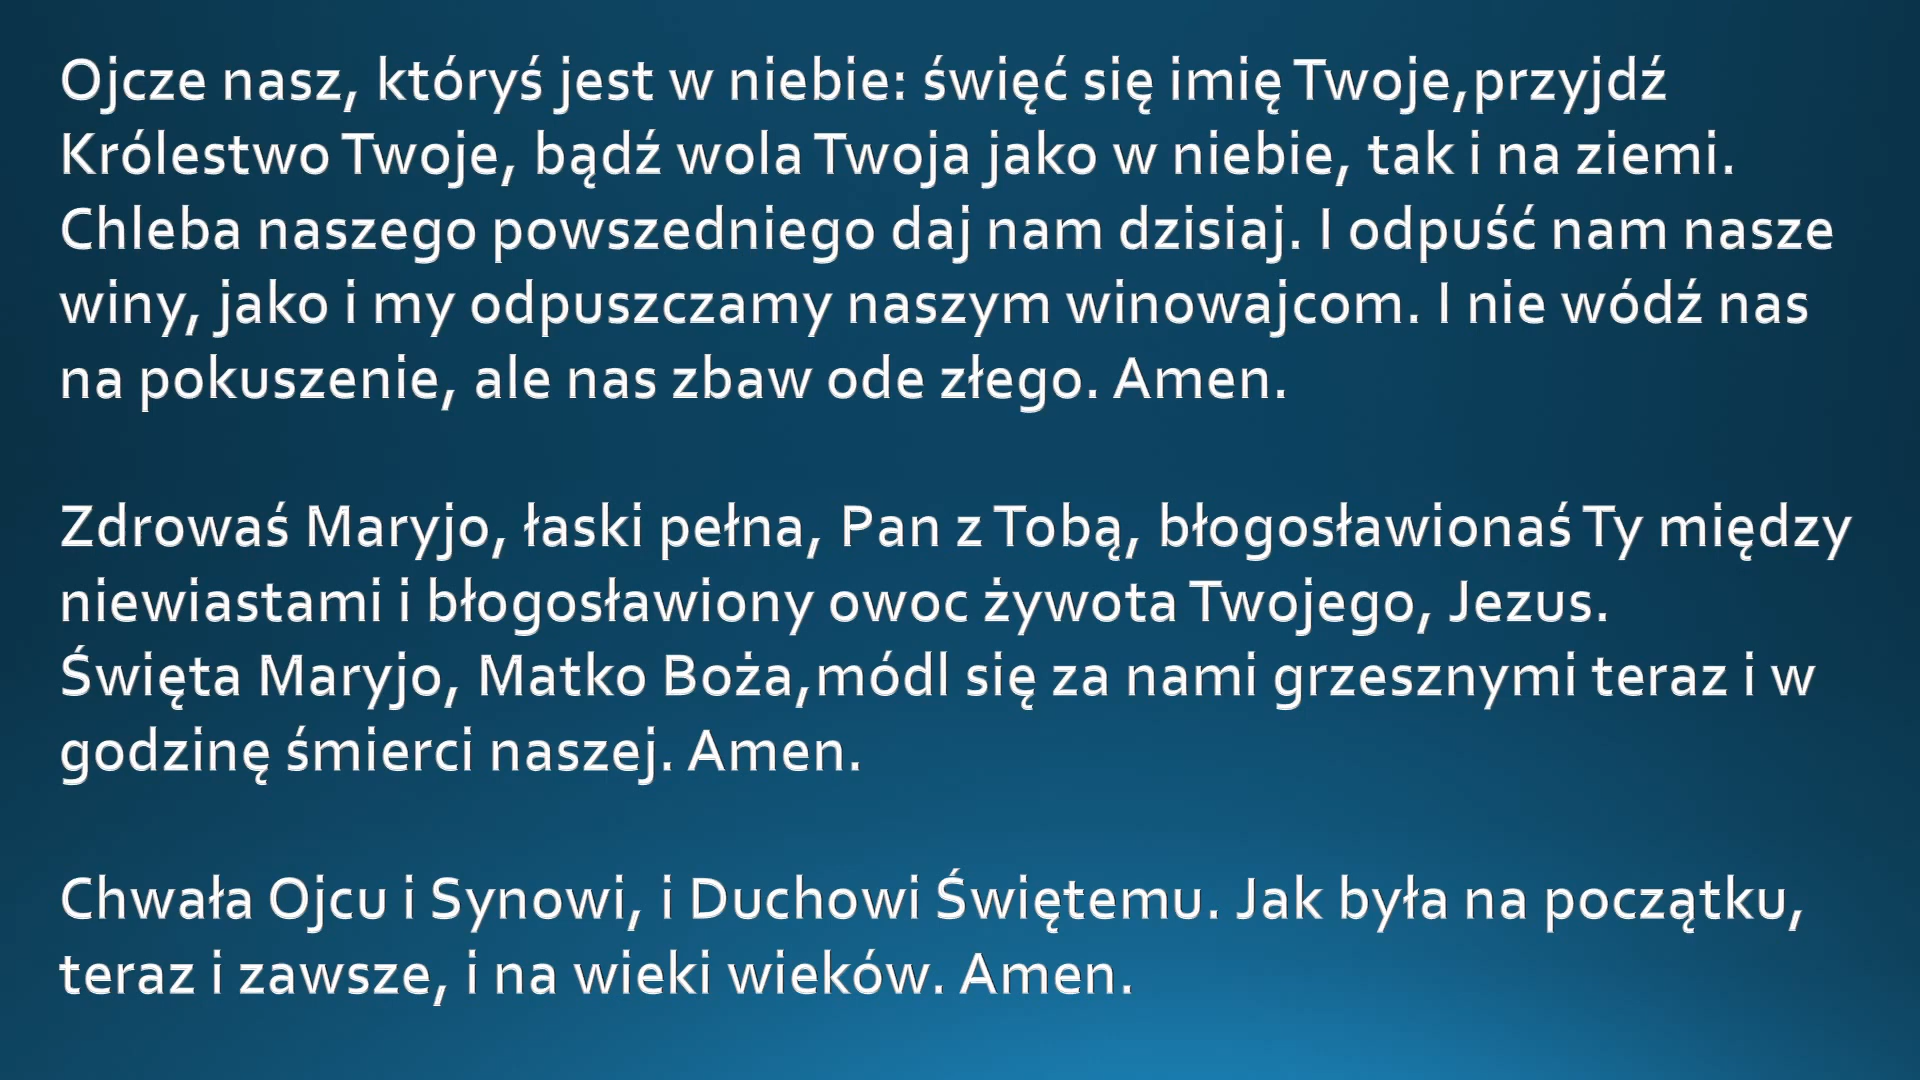 Ojcze nasz, któryś jest w niebie: święć się imię Twoje,przyjdź
Królestwo Twoje, bądź wola Twoja jako w niebie, tak i na ziemi.
Chleba naszego powszedniego daj nam dzisiaj. I odpuść nam nasze
winy, jako i my odpuszczamy naszym winowajcom. I nie wódź nas
na pokuszenie, ale nas zbaw ode złego. Amen.
Zdrowaś Maryjo, łaski pełna, Pan z Tobą, błogosławionaś Ty między
niewiastami i błogosławiony owoc żywota Twojego, Jezus.
Święta Maryjo, Matko Boża,módl się za nami grzesznymi teraz i w
godzinę śmierci naszej. Amen.
Chwała Ojcu i Synowi, i Duchowi Świętemu. Jak była na początku,
teraz i zawsze, i na wieki wieków. Amen.